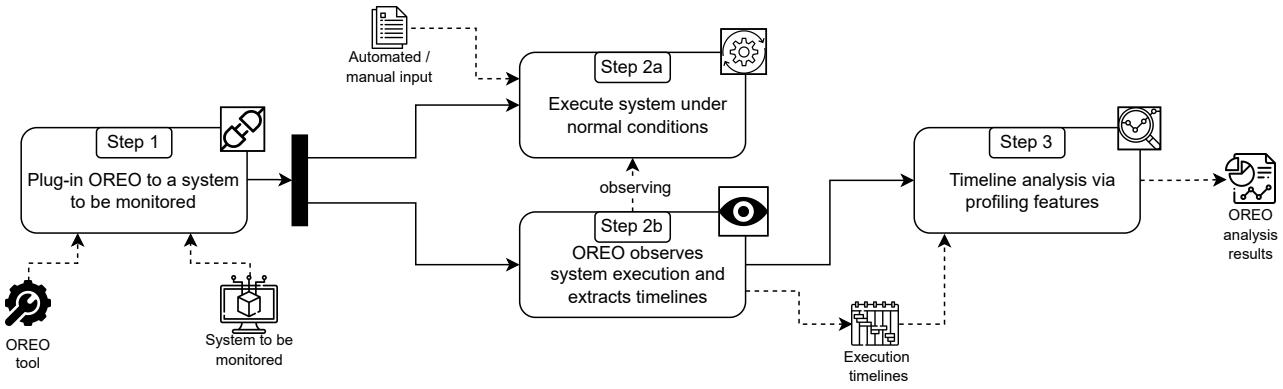 Automated /
manual input
Step 2a
Execute system under
normal conditions
Step 1
Plug-in OREO to a system
to be monitored
observing
Step 2b
OREO observes
system execution and
extracts timelines
Step 3
Timeline analysis via
profiling features
OREO
analysis
results
OREO
tool
System to be
monitored
Execution
timelines